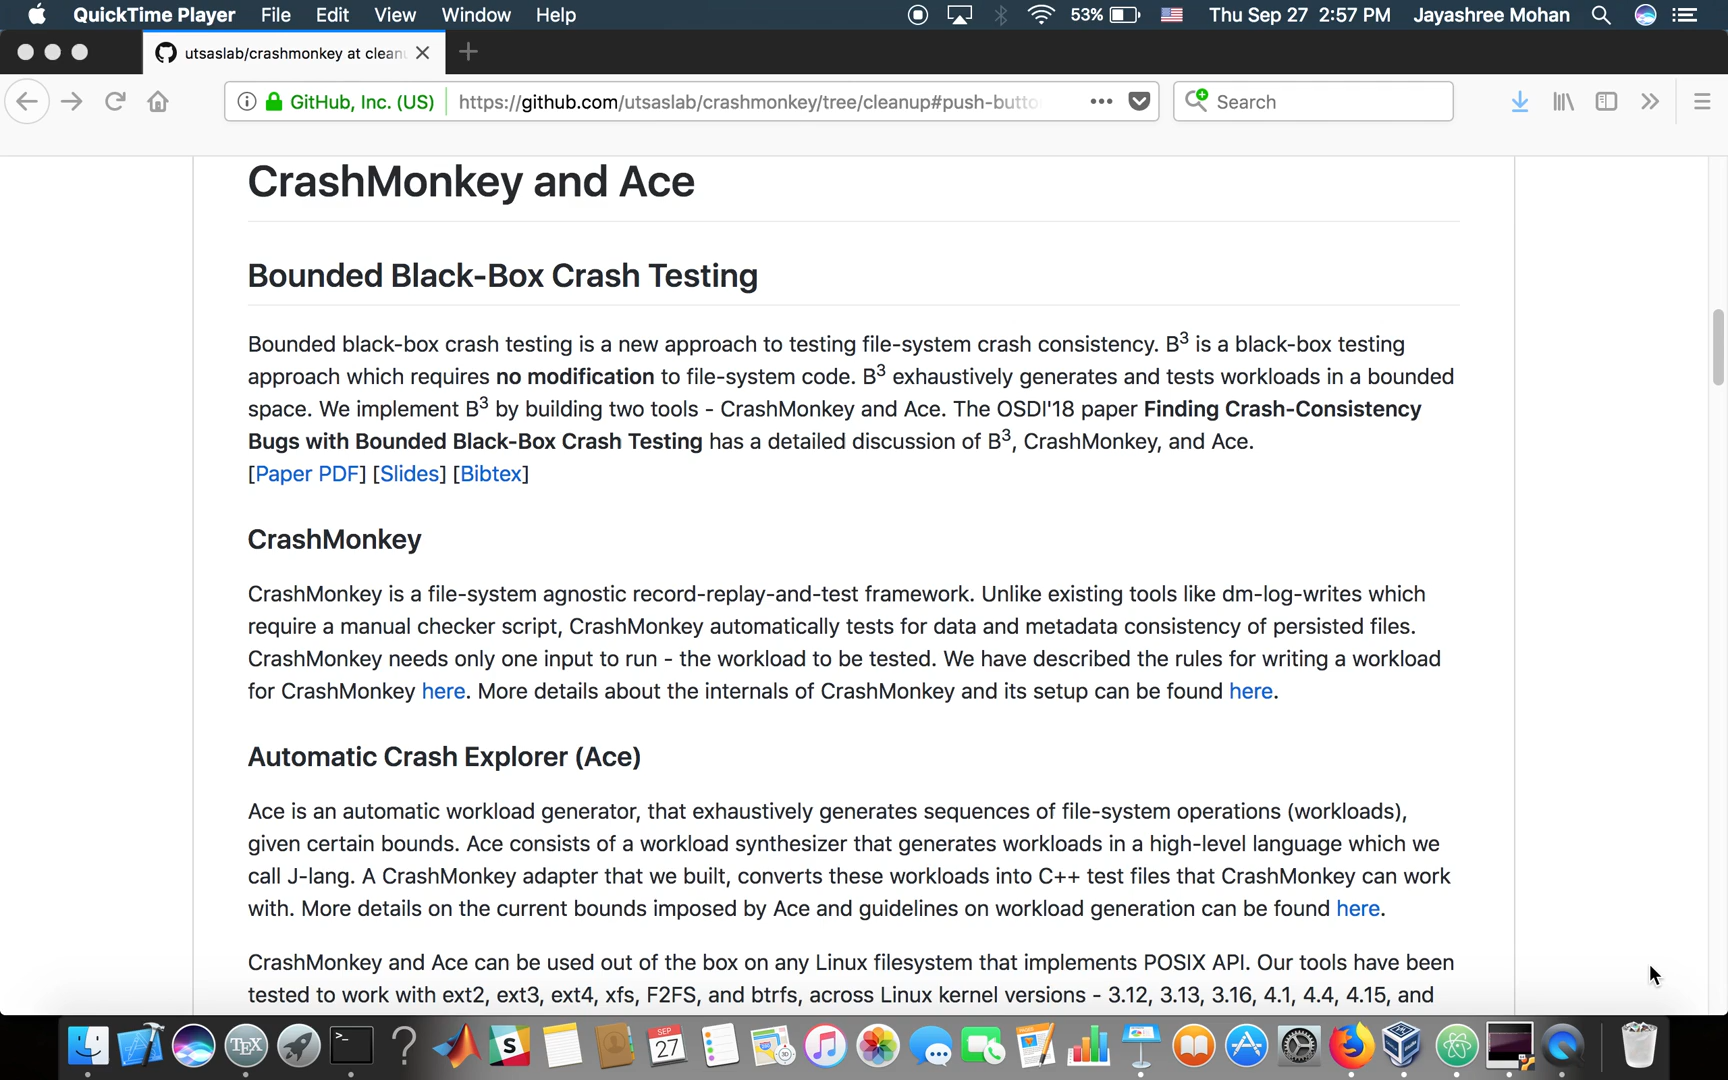 QuickTime Player File Edit View Window Help 53% Thu Sep 27 2:57 PM Jayashree Mohan
utsaslab/crashmonkey at clean
GitHub, Inc. (US) https://github.com/utsaslab/crashmonkey/tree/cleanup#push-butto Search
CrashMonkey and Ace
Bounded Black-Box Crash Testing
Bounded black-box crash testing is a new approach to testing file-system crash consistency. B³ is a black-box testing
approach which requires no modification to file-system code. B³ exhaustively generates and tests workloads in a bounded
space. We implement B³ by building two tools - CrashMonkey and Ace. The OSDI'18 paper Finding Crash-Consistency
Bugs with Bounded Black-Box Crash Testing has a detailed discussion of B³, CrashMonkey, and Ace.
[Paper PDF] [Slides] [Bibtex]
CrashMonkey
CrashMonkey is a file-system agnostic record-replay-and-test framework. Unlike existing tools like dm-log-writes which
require a manual checker script, CrashMonkey automatically tests for data and metadata consistency of persisted files.
CrashMonkey needs only one input to run - the workload to be tested. We have described the rules for writing a workload
for CrashMonkey here. More details about the internals of CrashMonkey and its setup can be found here.
Automatic Crash Explorer (Ace)
Ace is an automatic workload generator, that exhaustively generates sequences of file-system operations (workloads),
given certain bounds. Ace consists of a workload synthesizer that generates workloads in a high-level language which we
call J-lang. A CrashMonkey adapter that we built, converts these workloads into C++ test files that CrashMonkey can work
with. More details on the current bounds imposed by Ace and guidelines on workload generation can be found here.
CrashMonkey and Ace can be used out of the box on any Linux filesystem that implements POSIX API. Our tools have been
tested to work with ext2, ext3, ext4, xfs, F2FS, and btrfs, across Linux kernel versions - 3.12, 3.13, 3.16, 4.1, 4.4, 4.15, and
TEX SEP 27